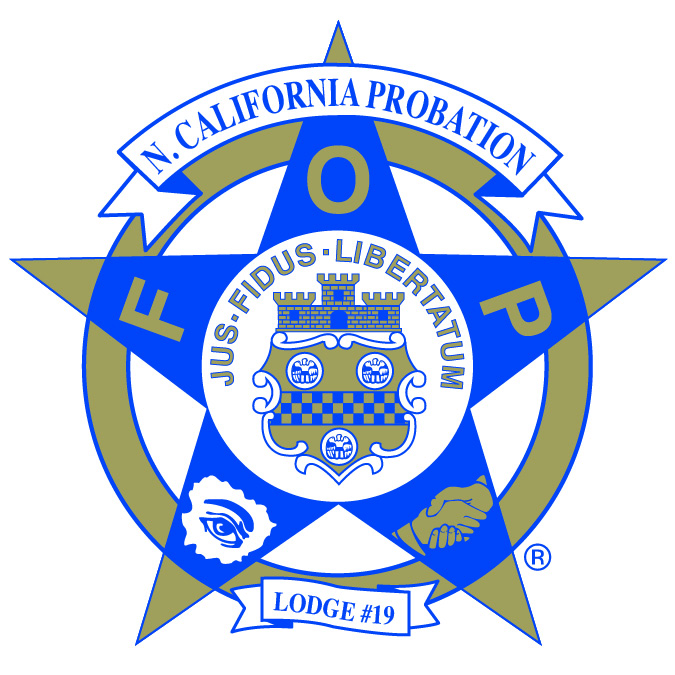 N. CALIFORNIA PROBATION
F O P
JUS·FIDUS·LIBERTATUM
®
LODGE #19